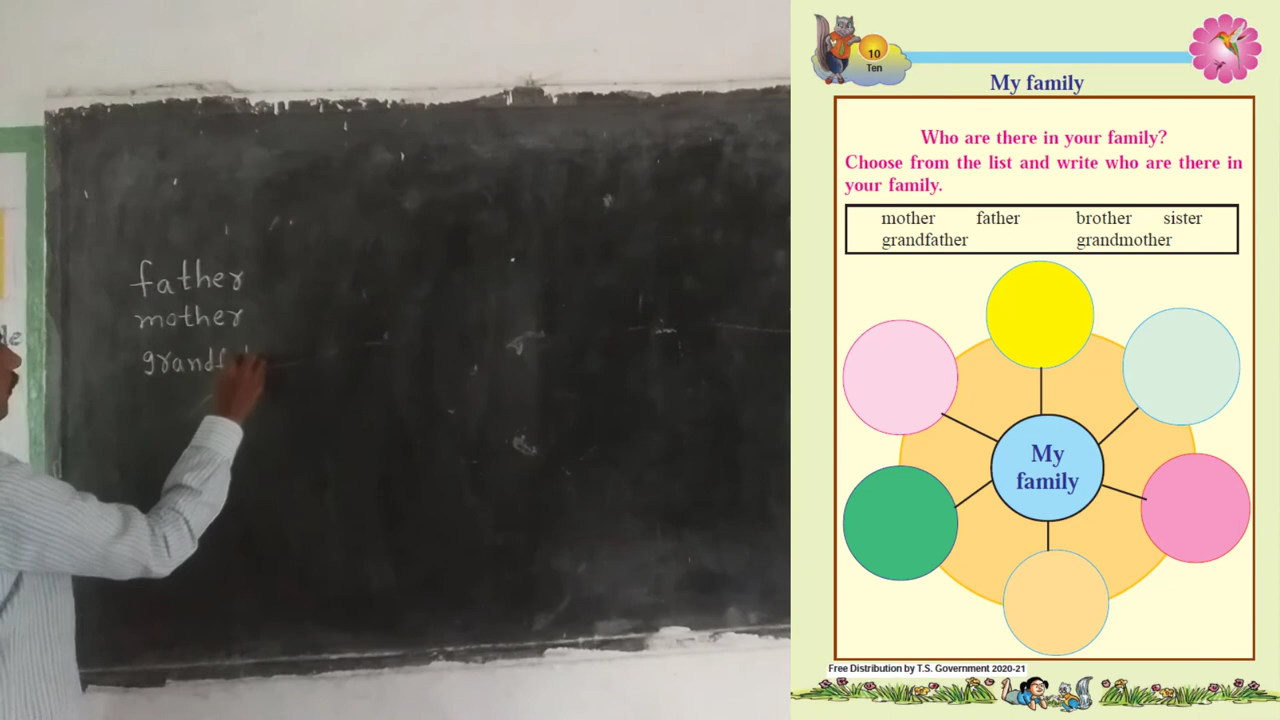 father
mother
de
10
Ten
My family
Who are there in your family?
Choose from the list and write who are there in
your family.
mother father brother sister
grandfather grandmother
My
family
Free Distribution by T.S. Government 2020-21